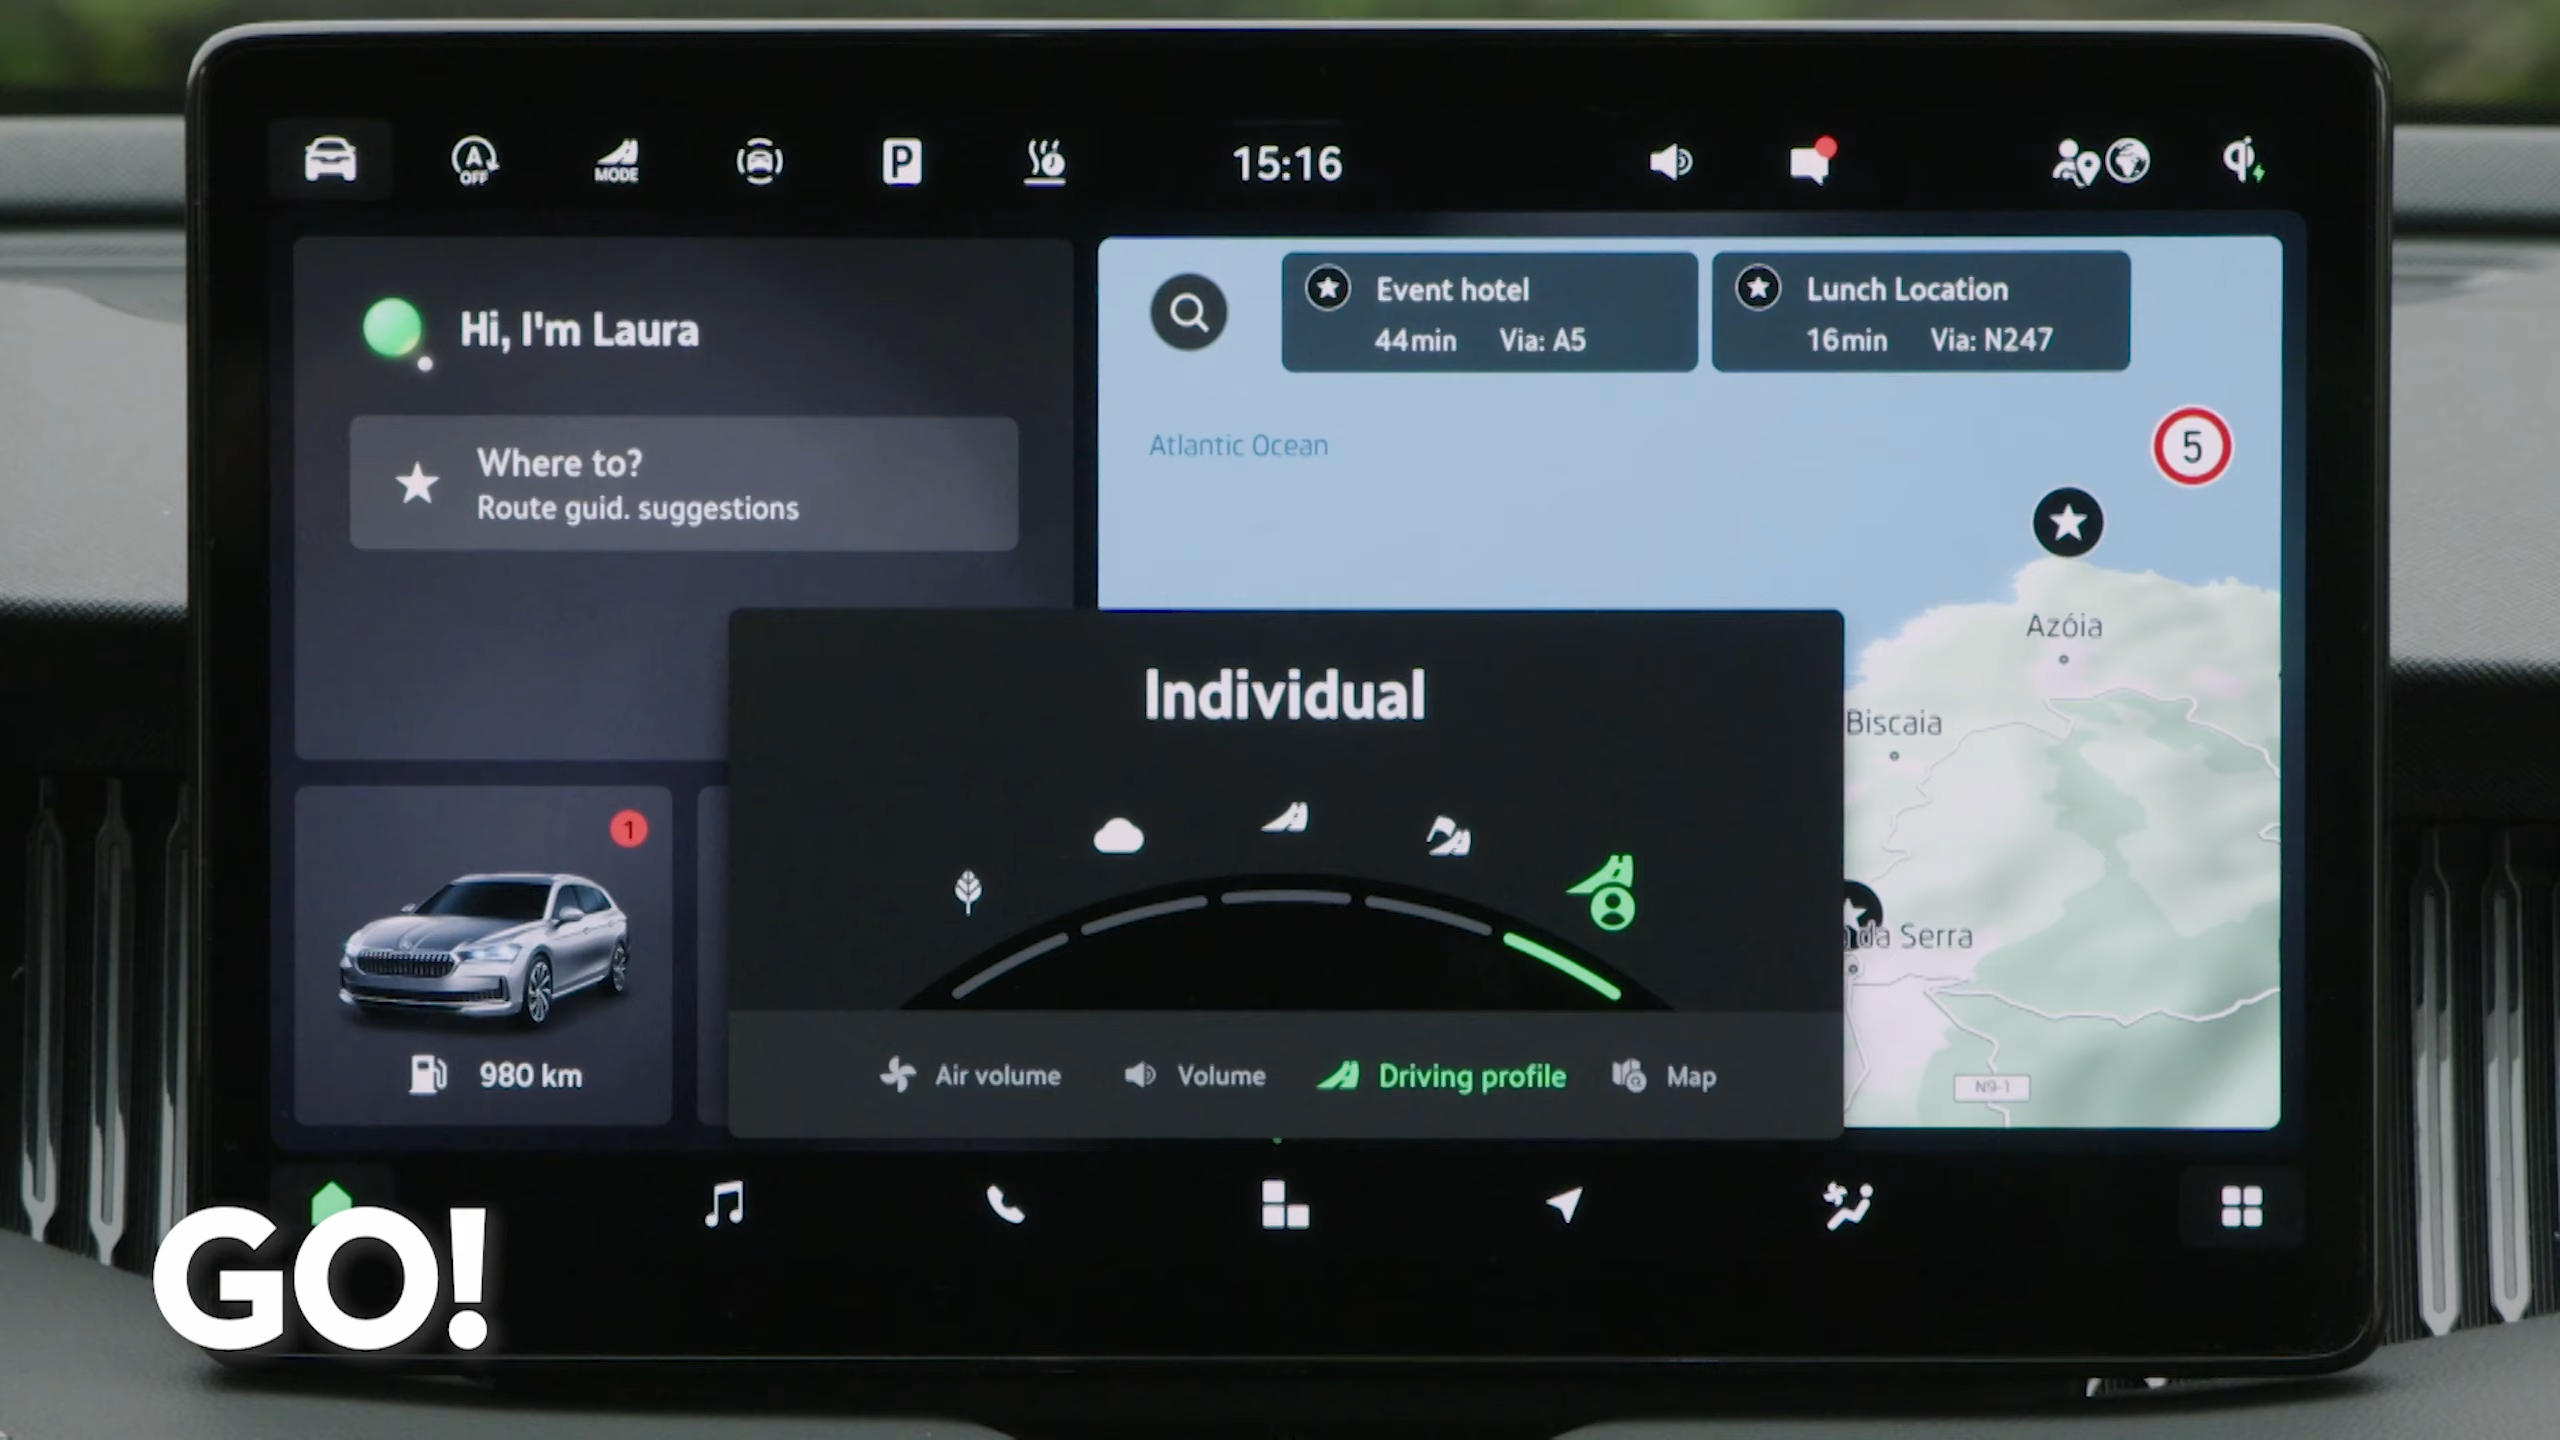 A
OFF
MODE
P
15:16
Hi, I'm Laura
Where to?
Route guid. suggestions
Event hotel
44min Via: A5
Lunch Location
16min Via: N247
Atlantic Ocean
5
Azóia
Biscaia
da Serra
N9-1
Individual
1
980 km
Air volume
Volume
Driving profile
Map
GO!